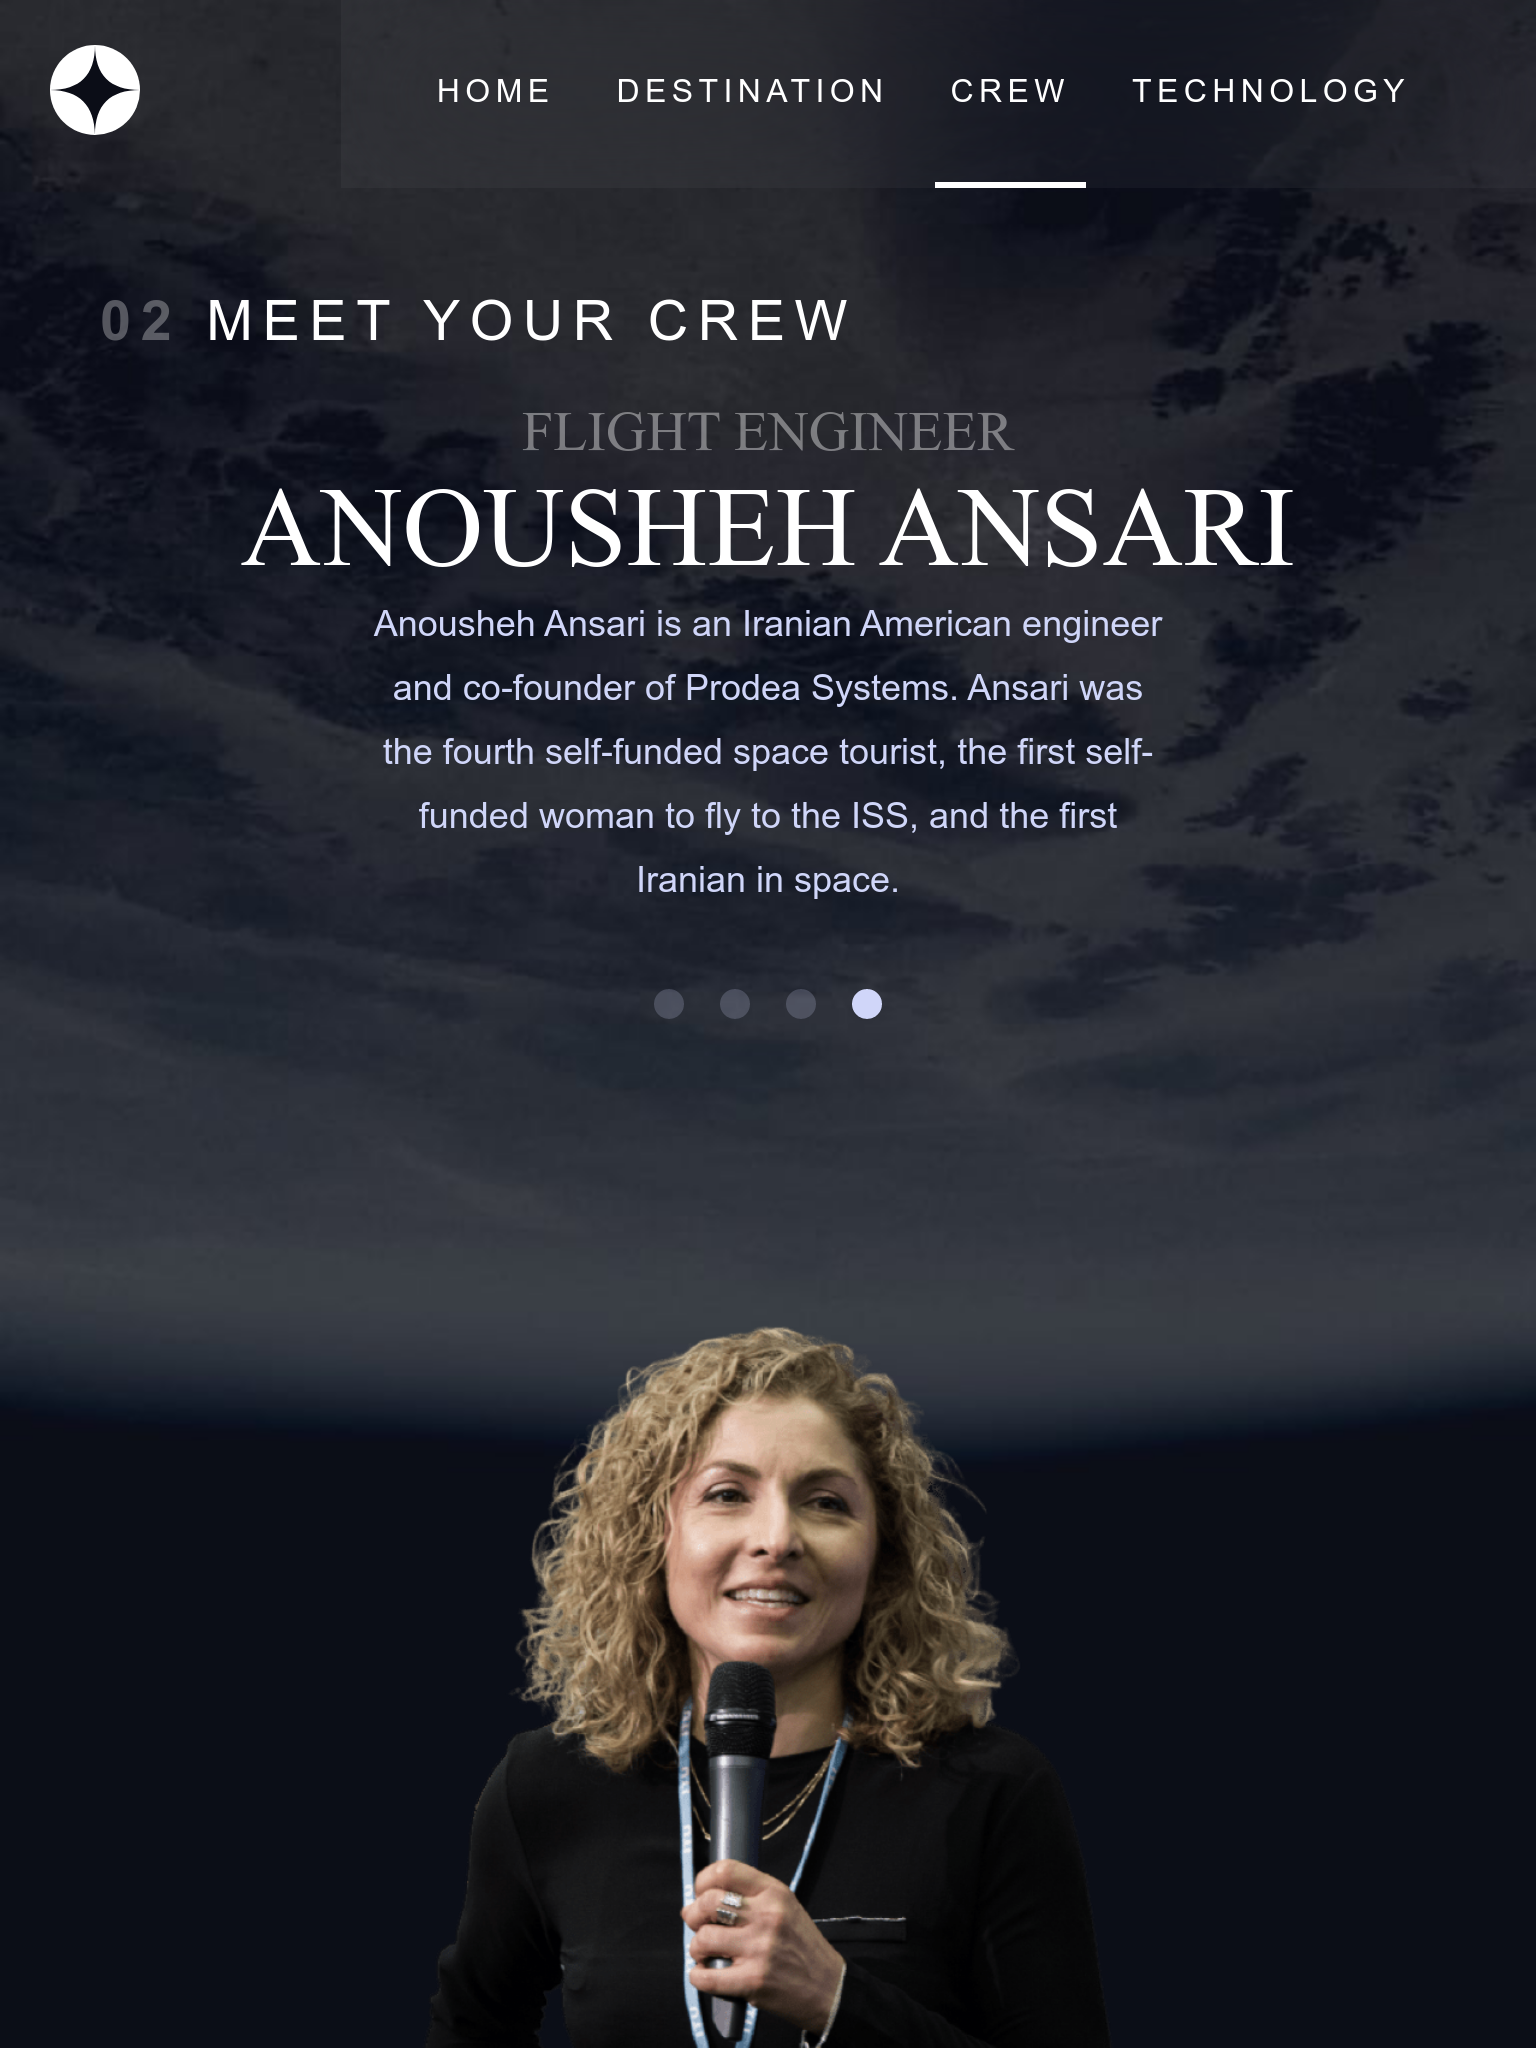 HOME DESTINATION CREW TECHNOLOGY
02 MEET YOUR CREW
FLIGHT ENGINEER
ANOUSHEH ANSARI
Anousheh Ansari is an Iranian American engineer
and co-founder of Prodea Systems. Ansari was
the fourth self-funded space tourist, the first self-
funded woman to fly to the ISS, and the first
Iranian in space.